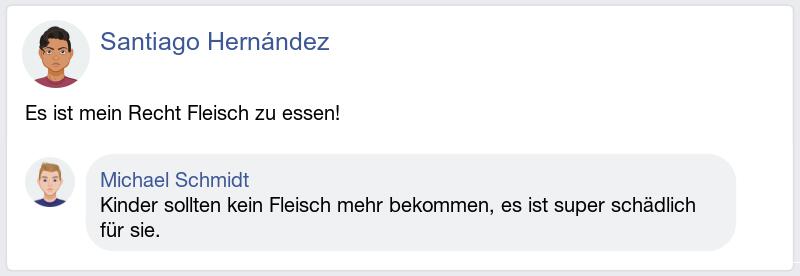 Santiago Hernández
Es ist mein Recht Fleisch zu essen!
Michael Schmidt
Kinder sollten kein Fleisch mehr bekommen, es ist super schädlich
für sie.